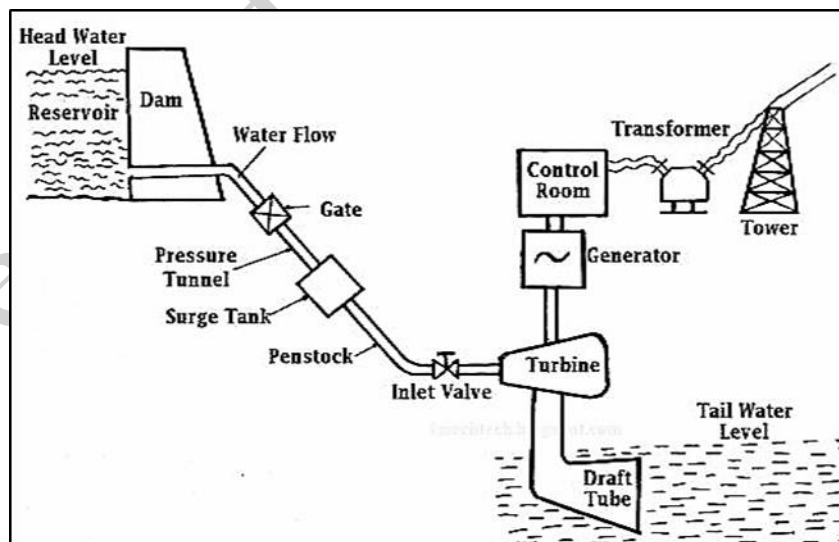 Head Water
Level
Reservoir
Dam
Water Flow
Gate
Pressure
Tunnel
Surge Tank
Penstock
Inlet Valve
Turbine
Generator
Control
Room
Transformer
Tower
Tail Water
Level
Draft
Tube